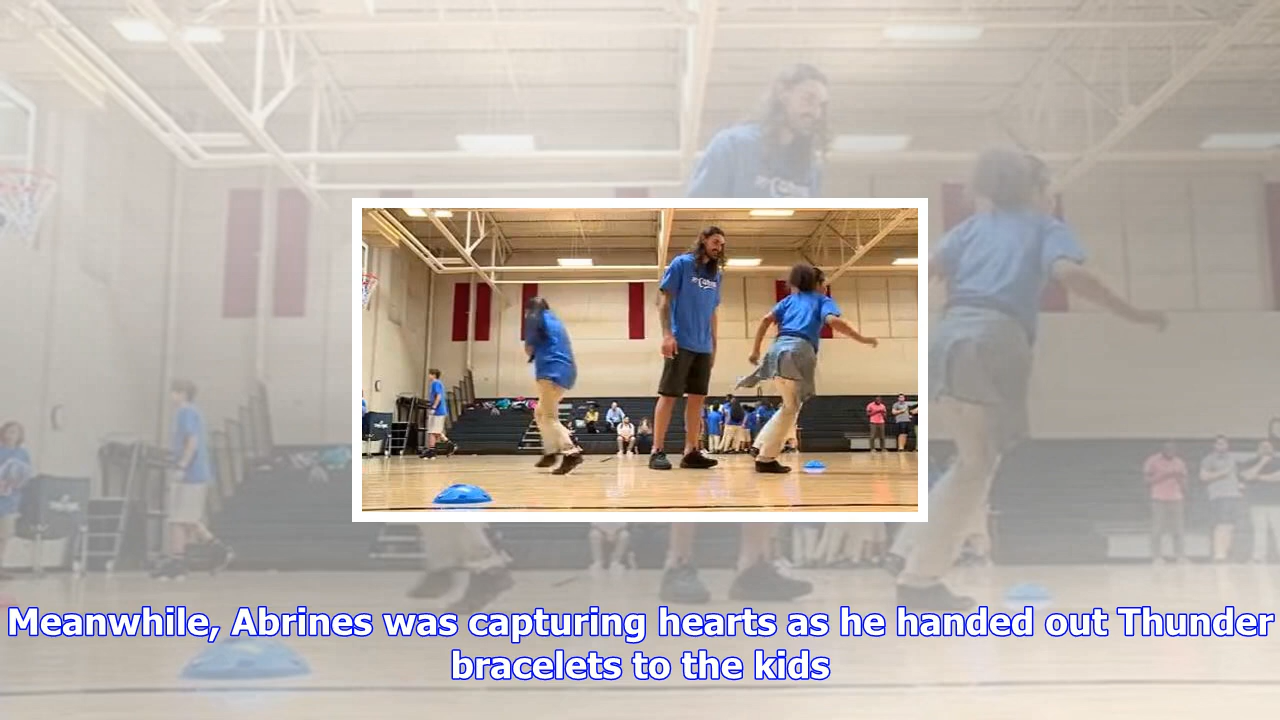 Meanwhile, Abrines was capturing hearts as he handed out Thunder
bracelets to the kids